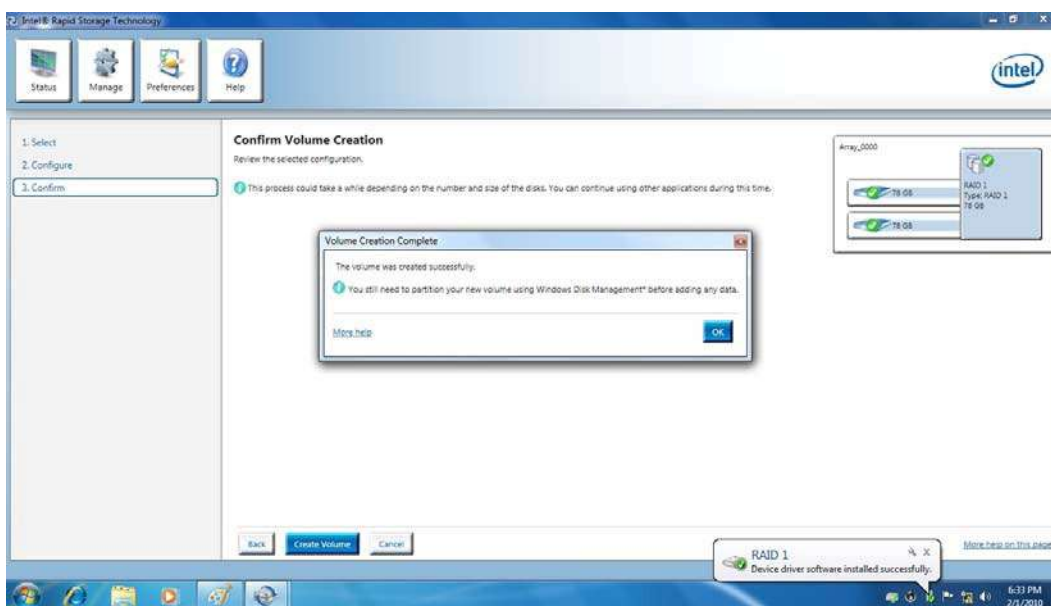 Intel® Rapid Storage Technology
Status
Manage
Preferences
Help
intel
1. Select
2. Configure
3. Confirm
Confirm Volume Creation
Review the selected configuration.
This process could take a while depending on the number and size of the disks. You can continue using other applications during this time.
Array_0000
78 GB
78 GB
RAID 1
Type: RAID 1
78 GB
Volume Creation Complete
The volume was created successfully.
You still need to partition your new volume using Windows Disk Management* before adding any data.
More help
OK
Back
Create Volume
Cancel
More help on this page
RAID 1
Device driver software installed successfully.
6:33 PM
2/1/2010